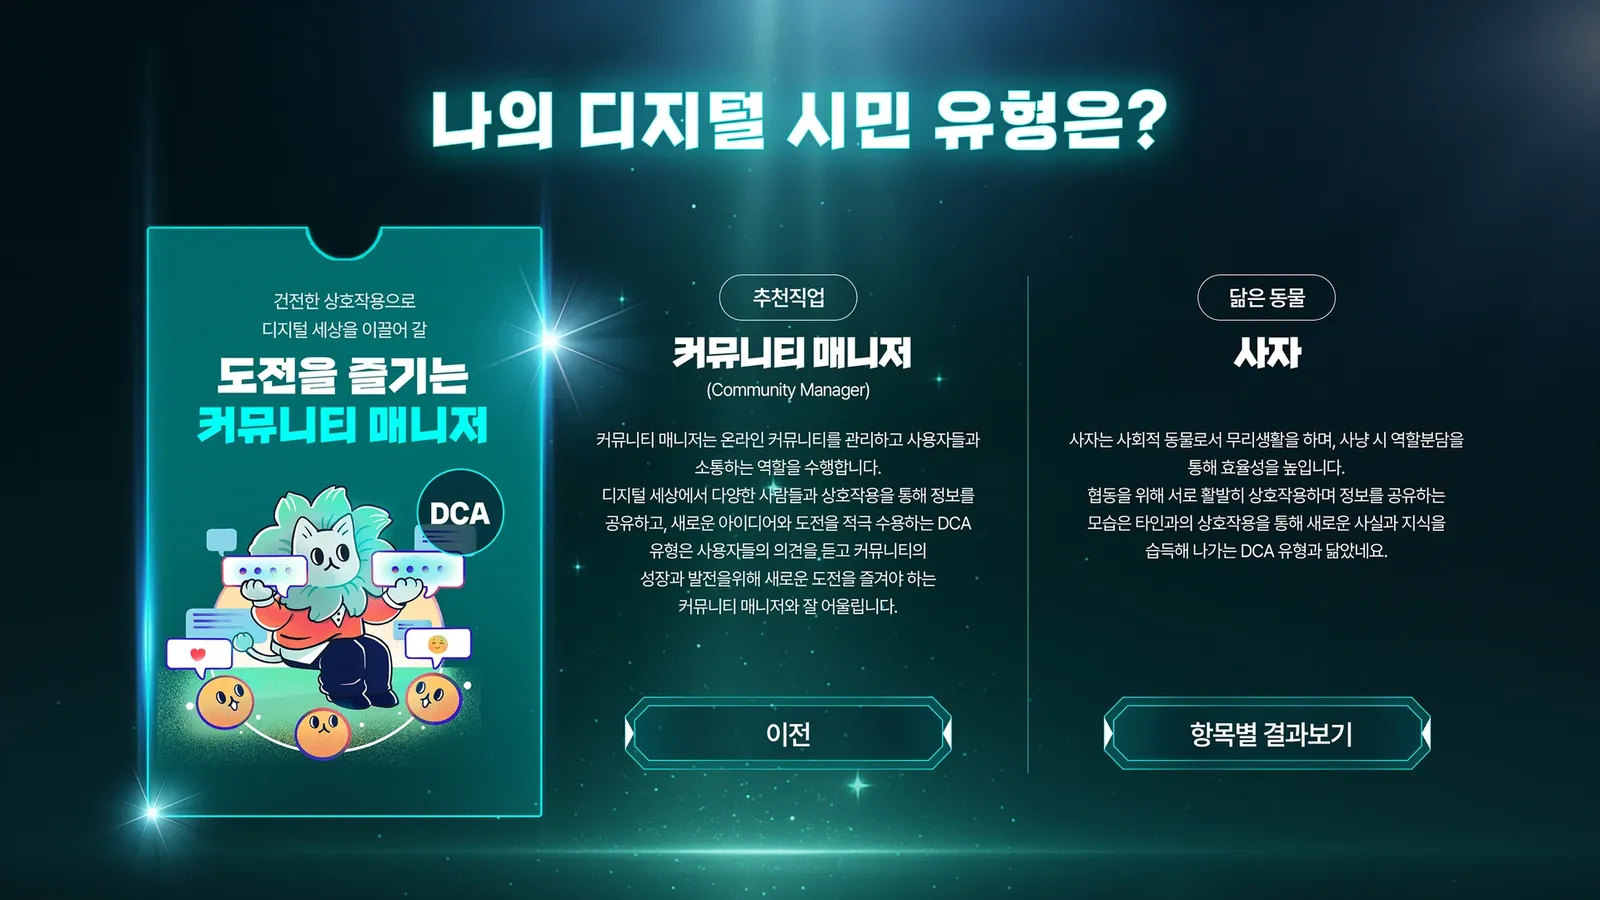 나의 디지털 시민 유형은?
건전한 상호작용으로
디지털 세상을 이끌어 갈
도전을 즐기는
커뮤니티 매니저
DCA
추천직업
커뮤니티 매니저
(Community Manager)
커뮤니티 매니저는 온라인 커뮤니티를 관리하고 사용자들과
소통하는 역할을 수행합니다.
디지털 세상에서 다양한 사람들과 상호작용을 통해 정보를
공유하고, 새로운 아이디어와 도전을 적극 수용하는 DCA
유형은 사용자들의 의견을 듣고 커뮤니티의
성장과 발전을위해 새로운 도전을 즐겨야 하는
커뮤니티 매니저와 잘 어울립니다.
이전
닮은 동물
사자
사자는 사회적 동물로서 무리생활을 하며, 사냥 시 역할분담을
통해 효율성을 높입니다.
협동을 위해 서로 활발히 상호작용하며 정보를 공유하는
모습은 타인과의 상호작용을 통해 새로운 사실과 지식을
습득해 나가는 DCA 유형과 닮았네요.
항목별 결과보기